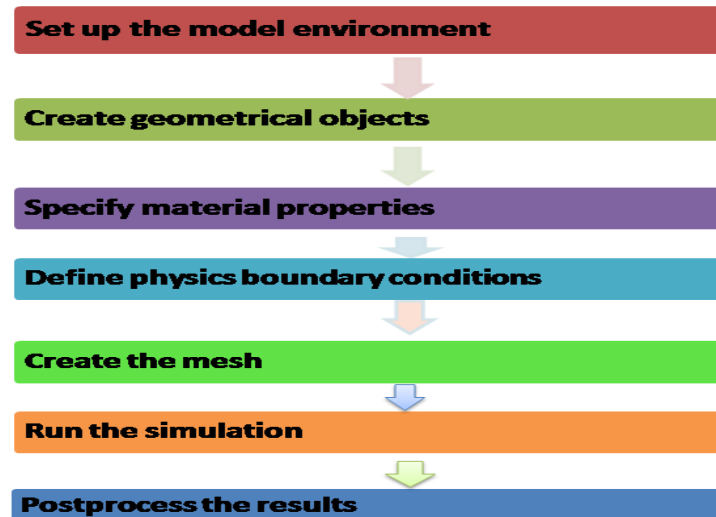 Set up the model environment
Create geometrical objects
Specify material properties
Define physics boundary conditions
Create the mesh
Run the simulation
Postprocess the results